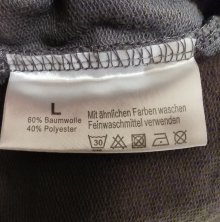 L
60% Baumwolle
40% Polyester
Mit ähnlichen Farben waschen
Feinwaschmittel verwenden
30